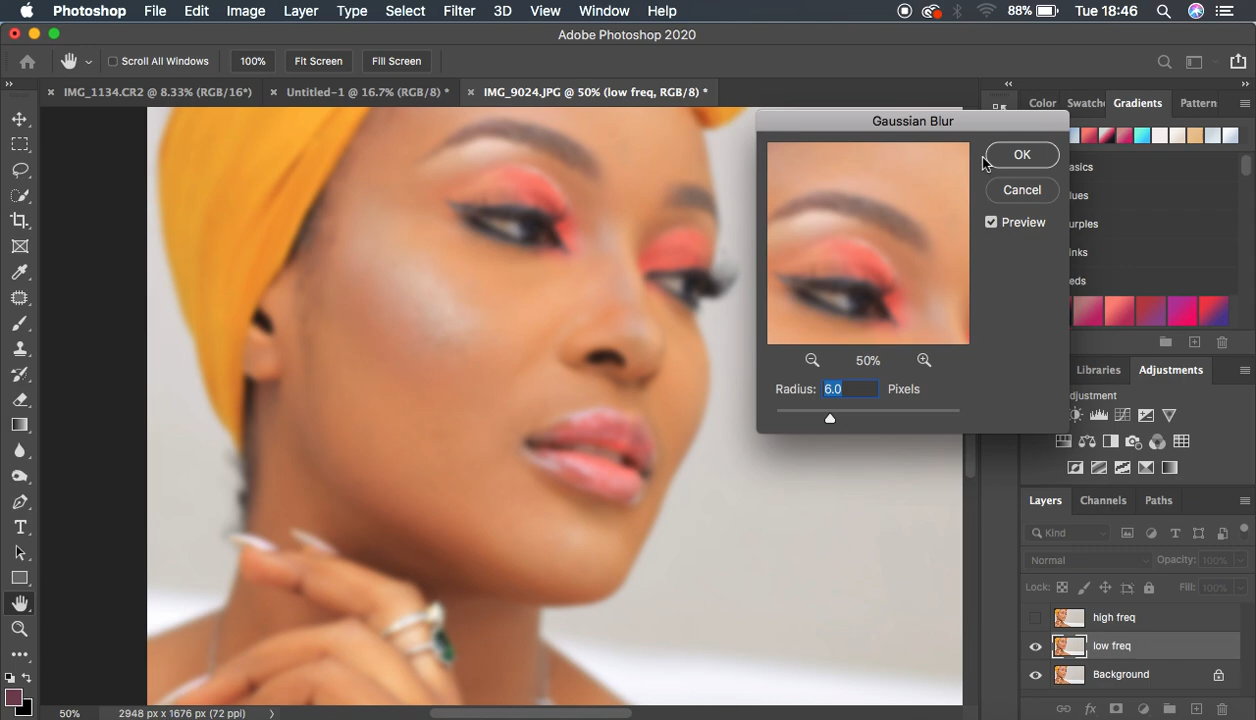 Photoshop File Edit Image Layer Type Select Filter 3D View Window Help 88% Tue 18:46
Adobe Photoshop 2020
Scroll All Windows 100% Fit Screen Fill Screen
IMG_1134.CR2 @ 8.33% (RGB/16*) Untitled-1 @ 16.7% (RGB/8) * IMG_9024.JPG @ 50% (low freq, RGB/8) *
Color Swatche Gradients Pattern
Gaussian Blur
OK
Cancel
Preview
50%
Radius: 6.0 Pixels
asics
lues
urples
inks
eds
Libraries Adjustments
djustment
Layers Channels Paths
Kind
Normal Opacity: 100%
Lock: Fill: 100%
high freq
low freq
Background
50% 2948 px x 1676 px (72 ppi)